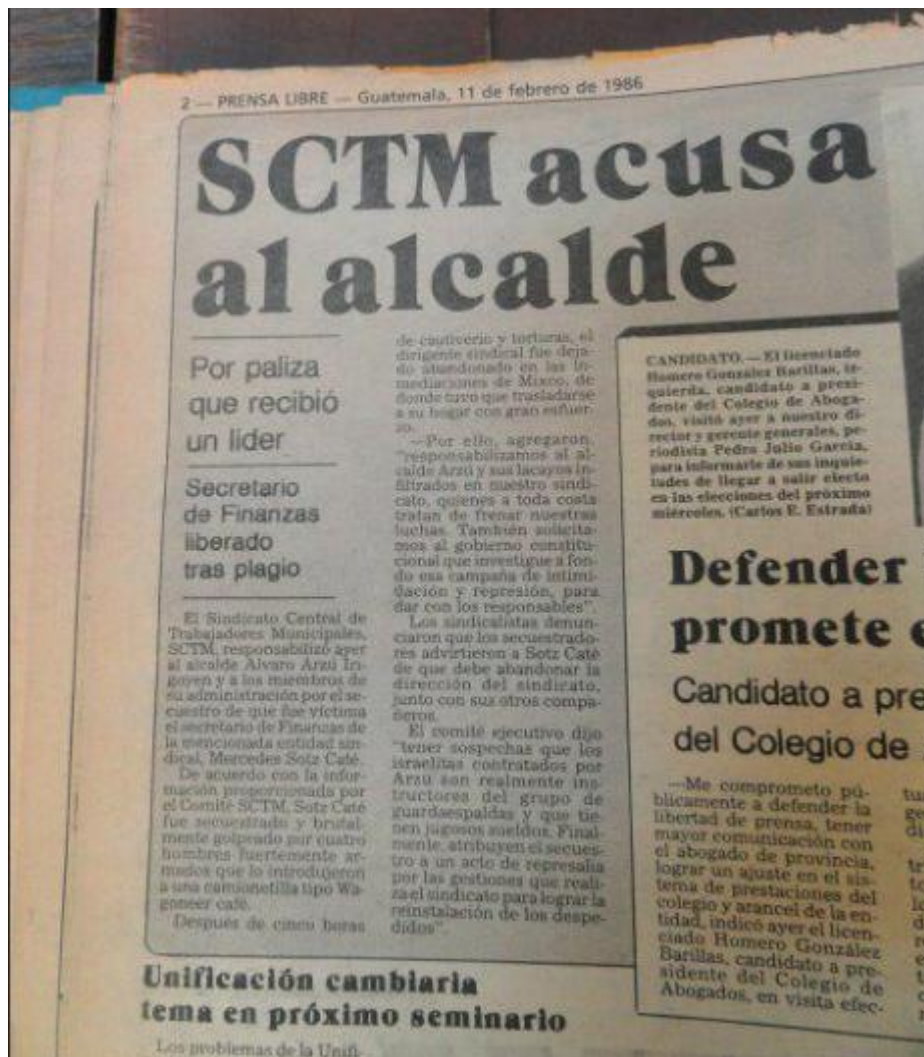 2 — PRENSA LIBRE — Guatemala, 11 de febrero de 1986
SCTM acusa
al alcalde
Por paliza
que recibió
un lider
Secretario
de Finanzas
liberado
tras plagio
El Sindicato Central de
Trabajadores Municipales,
SCTM, responsabilizó ayer
al alcalde Alvaro Arzú Iri-
goyen y a los miembros de
su administración por el se-
cuestro de que fue víctima
el secretario de Finanzas de
la mencionada entidad sin-
dical, Mercedes Sotz Caté.
De acuerdo con la infor-
mación proporcionada por
el Comité SCTM, Sotz Caté
fue secuestrado y brutal-
mente golpeado por cuatro
hombres fuertemente ar-
mados que lo introdujeron
a una camionetilla tipo Wa-
goneer café.
Después de cinco horas
de cautiverio y torturas, el
dirigente sindical fue deja-
do abandonado en las in-
mediaciones de Mixco, de
donde tuvo que trasladarse
a su hogar con gran esfuer-
zo.
—Por ello, agregaron,
"responsabilizamos al al-
calde Arzú y sus lacayos in-
filtrados en nuestro sindi-
cato, quienes a toda costa
tratan de frenar nuestras
luchas. También solicita-
mos al gobierno constitu-
cional que investigue a fon-
do esa campaña de intimi-
dación y represión, para
dar con los responsables".
Los sindicalistas denun-
ciaron que los secuestrado-
res advirtieron a Sotz Caté
de que debe abandonar la
dirección del sindicato,
junto con sus otros compa-
ñeros.
El comité ejecutivo dijo
"tener sospechas que los
israelitas contratados por
Arzú son realmente ins-
tructores del grupo de
guardaespaldas y que tie-
nen jugosos sueldos. Final-
mente, atribuyen el secues-
tro a un acto de represalia
por las gestiones que reali-
za el sindicato para lograr la
reinstalación de los despe-
didos"
CANDIDATO.— El licenciado
Homero González Barillas, iz-
quierda, candidato a presi-
dente del Colegio de Aboga-
dos, visitó ayer a nuestro di-
rector y gerente generales, pe-
riodista Pedro Julio García,
para informarle de sus inquie-
tudes de llegar a salir electo
en las elecciones del próximo
miércoles. (Carlos E. Estrada)
Defender
promete e
Candidato a pre
del Colegio de
—Me comprometo pú-
blicamente a defender la
libertad de prensa, tener
mayor comunicación con
el abogado de provincia,
lograr un ajuste en el sis-
tema de prestaciones del
colegio y arancel de la en-
tidad, indicó ayer el licen-
ciado Homero González
Barillas, candidato a pre-
sidente del Colegio de
Abogados, en visita efec-
Unificación cambiaria
tema en próximo seminario
Los problemas de la Unifi-